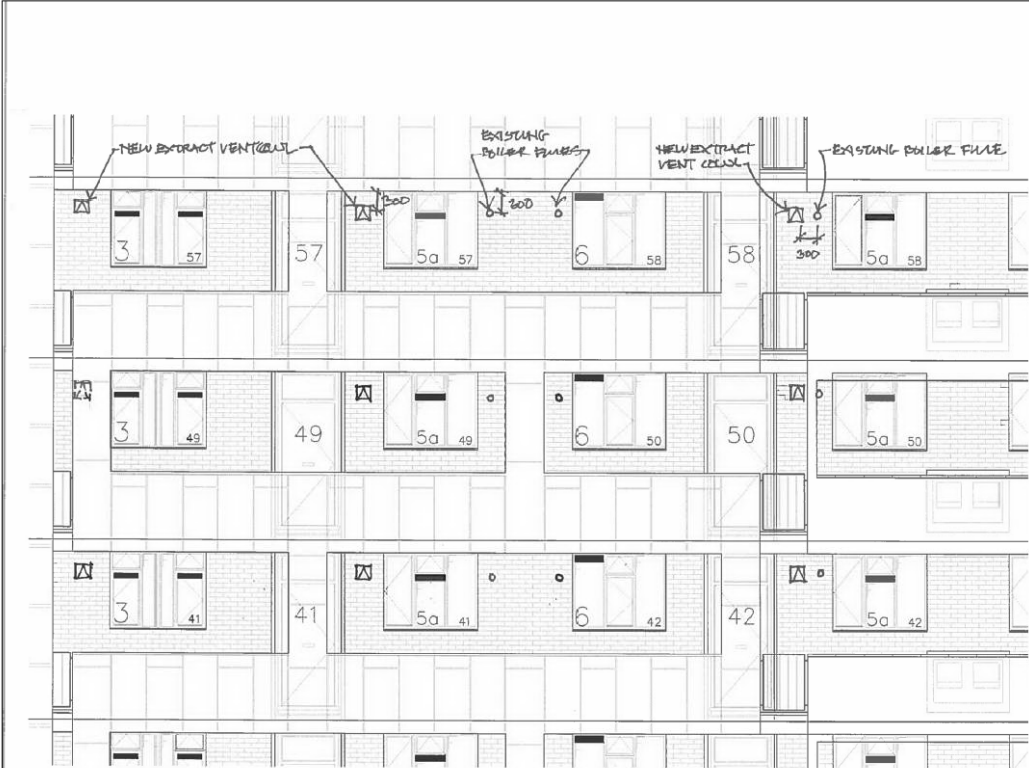 EXISTING
BOILER FLUES
NEW EXTRACT VENT COWL
NEW EXTRACT
VENT COWL
EXISTING BOILER FLUE
300
200
300
3 57
57
5a 57
6 58
58
5a 58
3 49
49
5a 49
6 50
50
5a 50
3 41
41
5a 41
6 42
42
5a 42